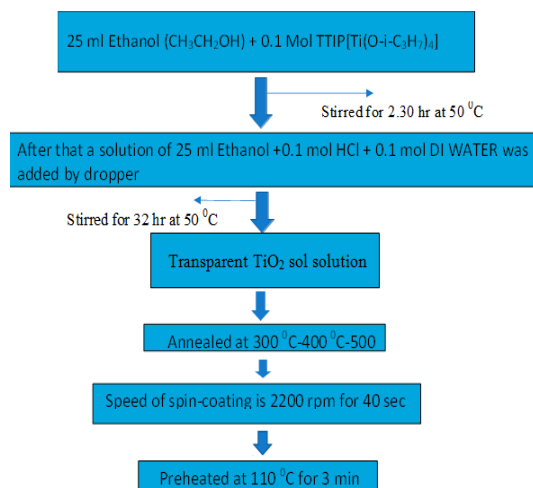 25 ml Ethanol (CH₃CH₂OH) + 0.1 Mol TTIP[Ti(O-i-C₃H₇)₄]
Stirred for 2.30 hr at 50 ⁰C
After that a solution of 25 ml Ethanol +0.1 mol HCl + 0.1 mol DI WATER was
added by dropper
Stirred for 32 hr at 50 ⁰C
Transparent TiO₂ sol solution
Annealed at 300 ⁰C-400 ⁰C-500
Speed of spin-coating is 2200 rpm for 40 sec
Preheated at 110 ⁰C for 3 min